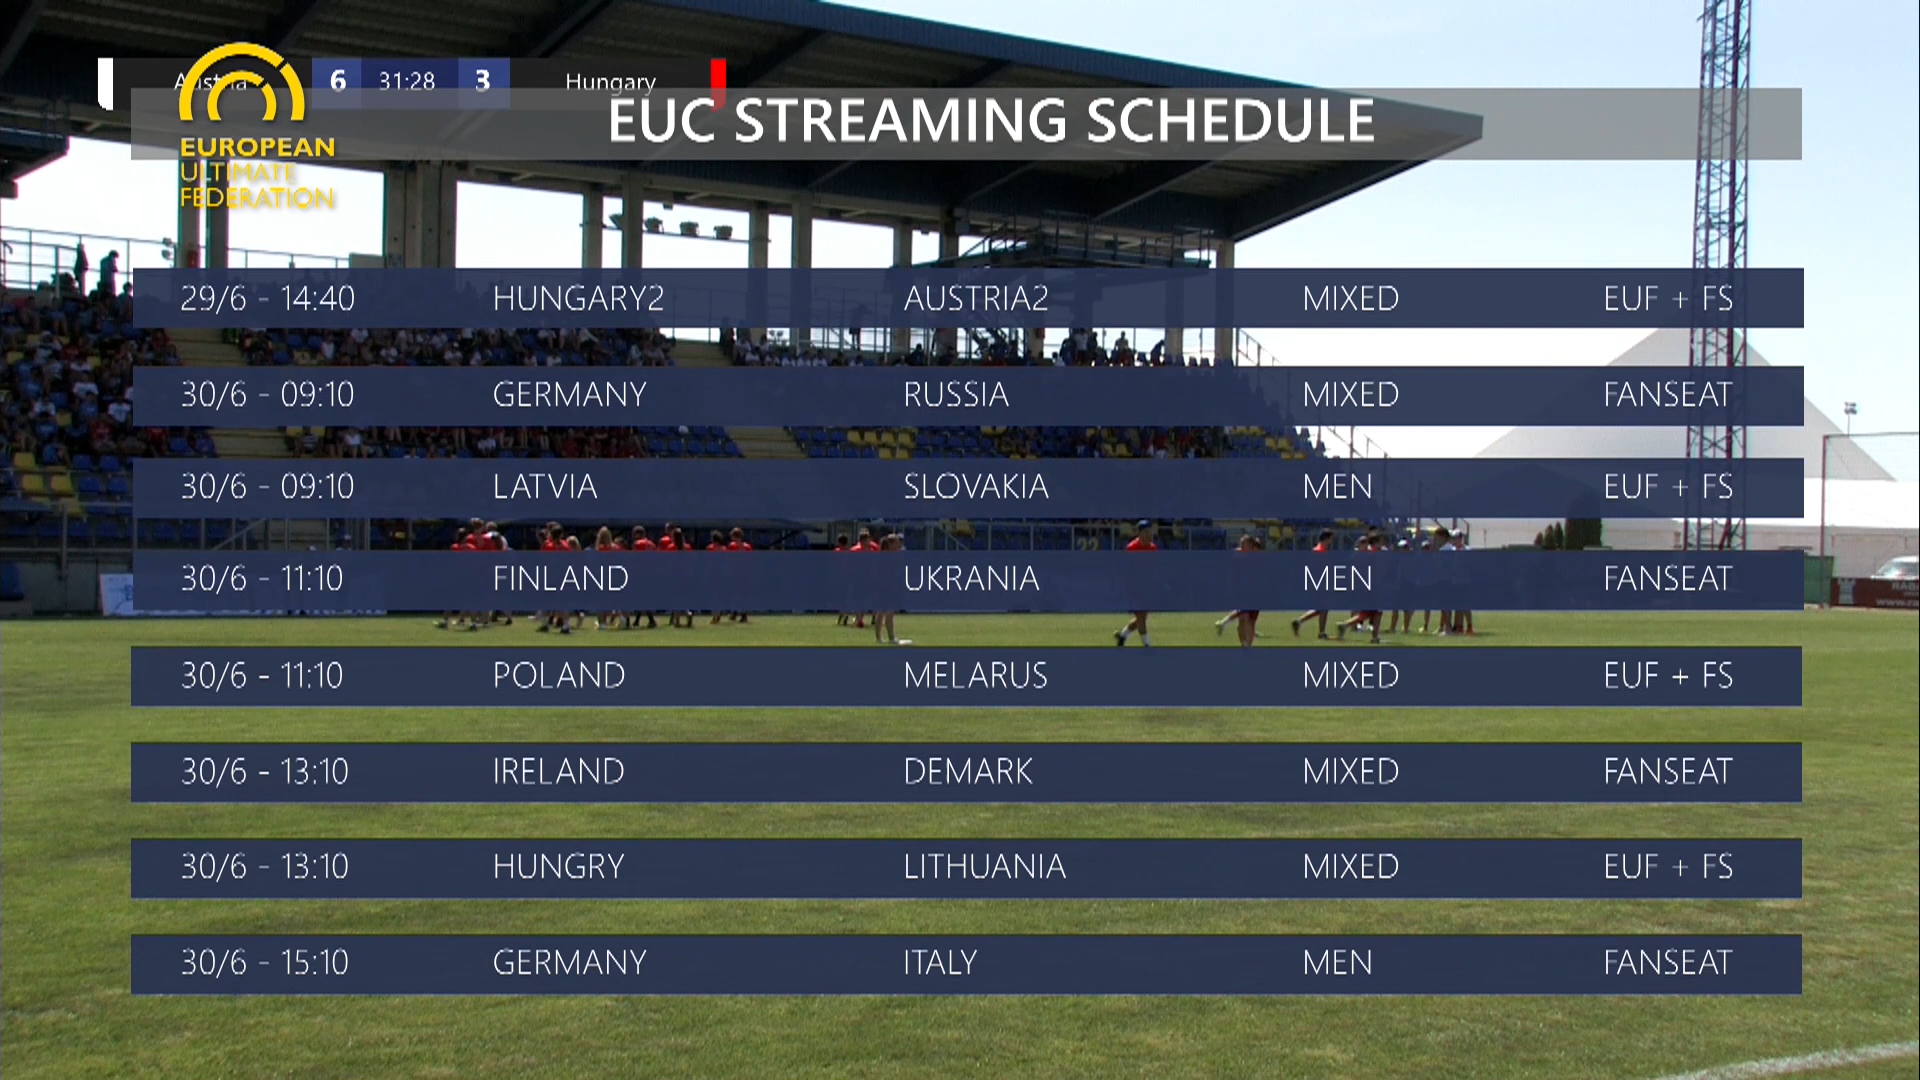 Austria 6 31:28 3 Hungary
EUC STREAMING SCHEDULE
EUROPEAN
ULTIMATE
FEDERATION
29/6 - 14:40 HUNGARY2 AUSTRIA2 MIXED EUF + FS
30/6 - 09:10 GERMANY RUSSIA MIXED FANSEAT
30/6 - 09:10 LATVIA SLOVAKIA MEN EUF + FS
30/6 - 11:10 FINLAND UKRANIA MEN FANSEAT
30/6 - 11:10 POLAND MELARUS MIXED EUF + FS
30/6 - 13:10 IRELAND DEMARK MIXED FANSEAT
30/6 - 13:10 HUNGRY LITHUANIA MIXED EUF + FS
30/6 - 15:10 GERMANY ITALY MEN FANSEAT